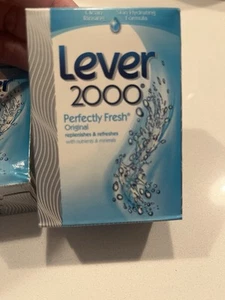 Lever
2000®
Perfectly Fresh®
Original
replenishes & refreshes
with nutrients & minerals